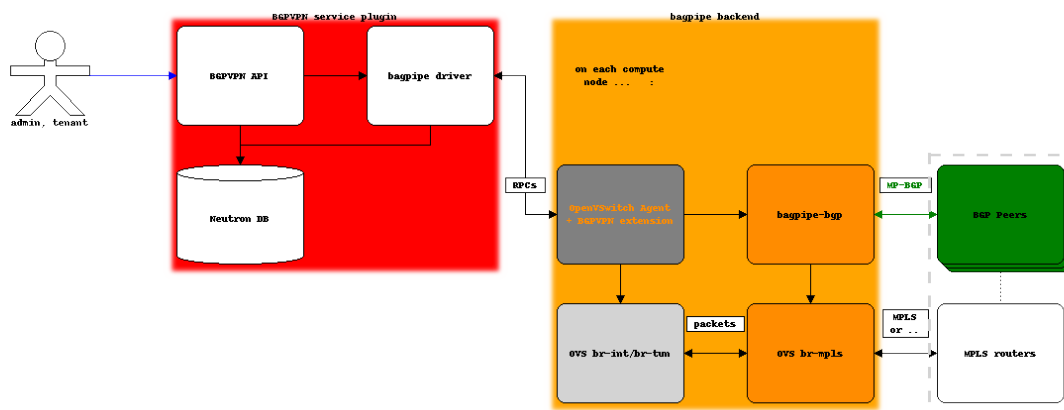 BGPVPN service plugin
bagpipe backend
BGPVPN API
bagpipe driver
on each compute
node ... :
admin, tenant
RPCs
MP-BGP
Neutron DB
OpenVSwitch Agent
+ BGPVPN extension
bagpipe-bgp
BGP Peers
packets
MPLS
or ..
OVS br-int/br-tun
OVS br-mpls
MPLS routers